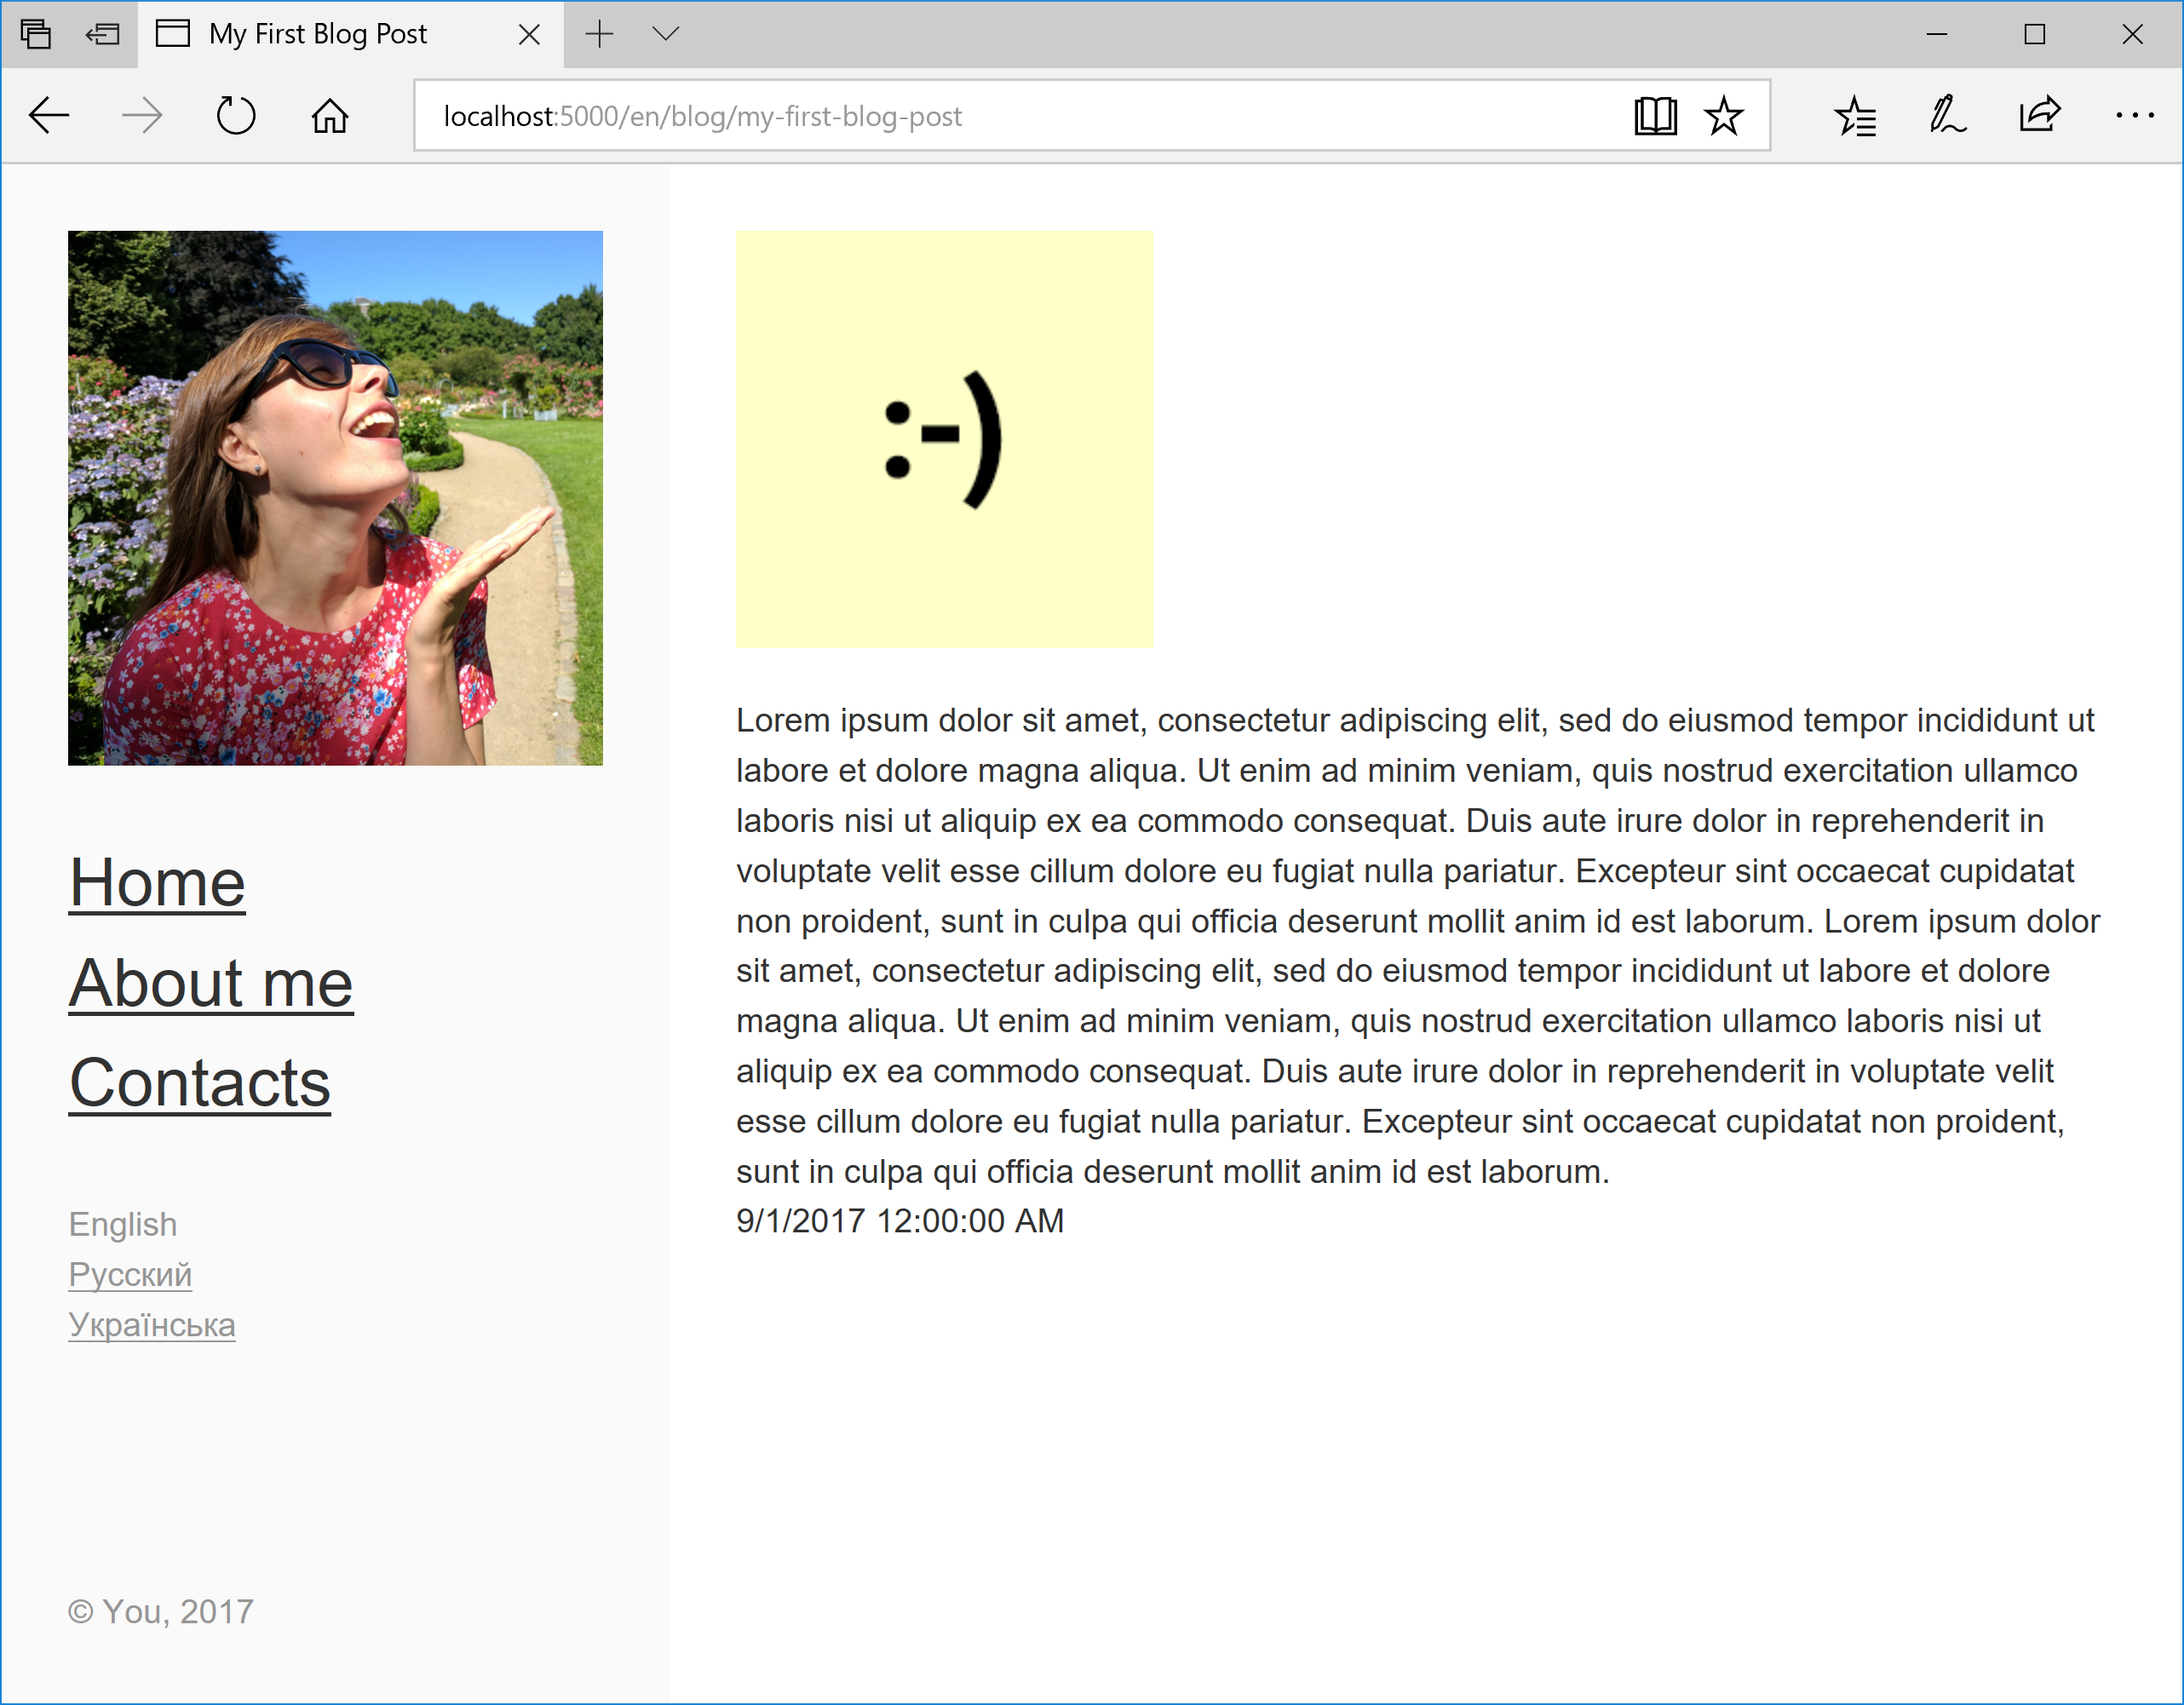 My First Blog Post
localhost:5000/en/blog/my-first-blog-post
Home
About me
Contacts
English
Русский
Українська
© You, 2017
:-)
Lorem ipsum dolor sit amet, consectetur adipiscing elit, sed do eiusmod tempor incididunt ut
labore et dolore magna aliqua. Ut enim ad minim veniam, quis nostrud exercitation ullamco
laboris nisi ut aliquip ex ea commodo consequat. Duis aute irure dolor in reprehenderit in
voluptate velit esse cillum dolore eu fugiat nulla pariatur. Excepteur sint occaecat cupidatat
non proident, sunt in culpa qui officia deserunt mollit anim id est laborum. Lorem ipsum dolor
sit amet, consectetur adipiscing elit, sed do eiusmod tempor incididunt ut labore et dolore
magna aliqua. Ut enim ad minim veniam, quis nostrud exercitation ullamco laboris nisi ut
aliquip ex ea commodo consequat. Duis aute irure dolor in reprehenderit in voluptate velit
esse cillum dolore eu fugiat nulla pariatur. Excepteur sint occaecat cupidatat non proident,
sunt in culpa qui officia deserunt mollit anim id est laborum.
9/1/2017 12:00:00 AM